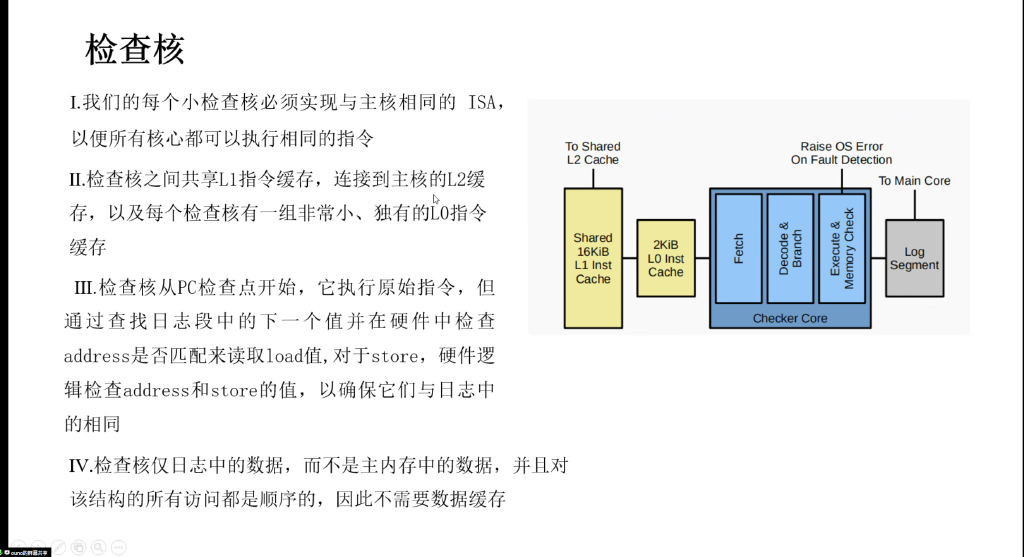 检查核
I.我们的每个小检查核必须实现与主核相同的 ISA，
以便所有核心都可以执行相同的指令
II.检查核之间共享L1指令缓存，连接到主核的L2缓
存，以及每个检查核有一组非常小、独有的L0指令
缓存
III.检查核从PC检查点开始，它执行原始指令，但
通过查找日志段中的下一个值并在硬件中检查
address是否匹配来读取load值,对于store，硬件逻
辑检查address和store的值，以确保它们与日志中
的相同
IV.检查核仅日志中的数据，而不是主内存中的数据，并且对
该结构的所有访问都是顺序的，因此不需要数据缓存
To Shared
L2 Cache
Raise OS Error
On Fault Detection
To Main Core
Shared
16KiB
L1 Inst
Cache
2KiB
L0 Inst
Cache
Fetch
Decode &
Branch
Execute &
Memory Check
Log
Segment
Checker Core